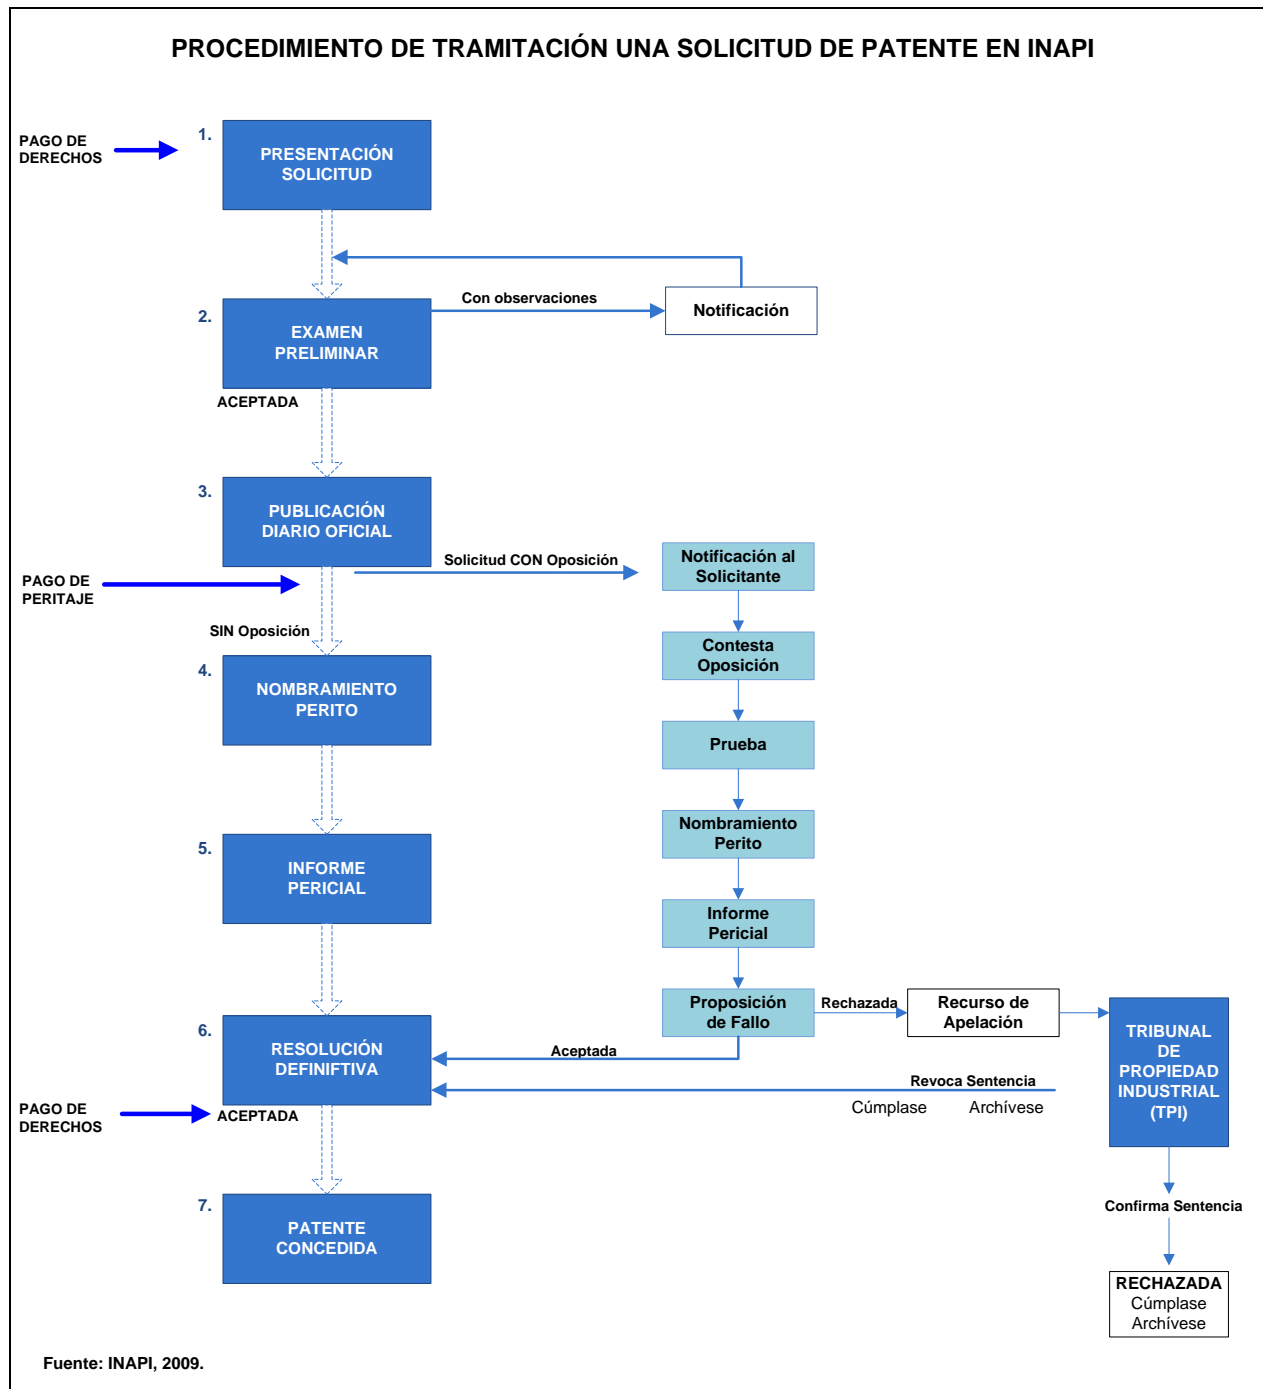 PROCEDIMIENTO DE TRAMITACIÓN UNA SOLICITUD DE PATENTE EN INAPI
PAGO DE
DERECHOS
1.
PRESENTACIÓN
SOLICITUD
2.
EXAMEN
PRELIMINAR
Con observaciones
Notificación
ACEPTADA
3.
PUBLICACIÓN
DIARIO OFICIAL
Solicitud CON Oposición
Notificación al
Solicitante
PAGO DE
PERITAJE
SIN Oposición
Contesta
Oposición
4.
NOMBRAMIENTO
PERITO
Prueba
Nombramiento
Perito
5.
INFORME
PERICIAL
Informe
Pericial
Proposición
de Fallo
Rechazada
Recurso de
Apelación
TRIBUNAL
DE
PROPIEDAD
INDUSTRIAL
(TPI)
6.
RESOLUCIÓN
DEFINIFTIVA
Aceptada
Revoca Sentencia
Cúmplase Archívese
PAGO DE
DERECHOS
ACEPTADA
7.
PATENTE
CONCEDIDA
Confirma Sentencia
RECHAZADA
Cúmplase
Archívese
Fuente: INAPI, 2009.